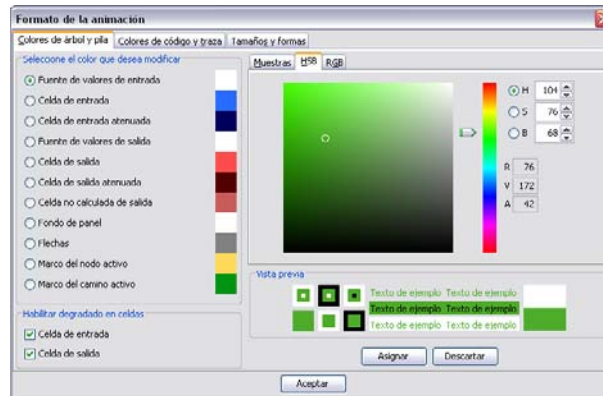 Formato de la animación
Colores de árbol y pila Colores de código y traza Tamaños y formas
Seleccione el color que desea modificar
Fuente de valores de entrada
Celda de entrada
Celda de entrada atenuada
Fuente de valores de salida
Celda de salida
Celda de salida atenuada
Celda no calculada de salida
Fondo de panel
Flechas
Marco del nodo activo
Marco del camino activo
Habilitar degradado en celdas
Celda de entrada
Celda de salida
Muestras HSB RGB
H 104
S 76
B 68
R 76
V 172
A 42
Vista previa
Texto de ejemplo Texto de ejemplo
Texto de ejemplo Texto de ejemplo
Texto de ejemplo Texto de ejemplo
Asignar Descartar
Aceptar